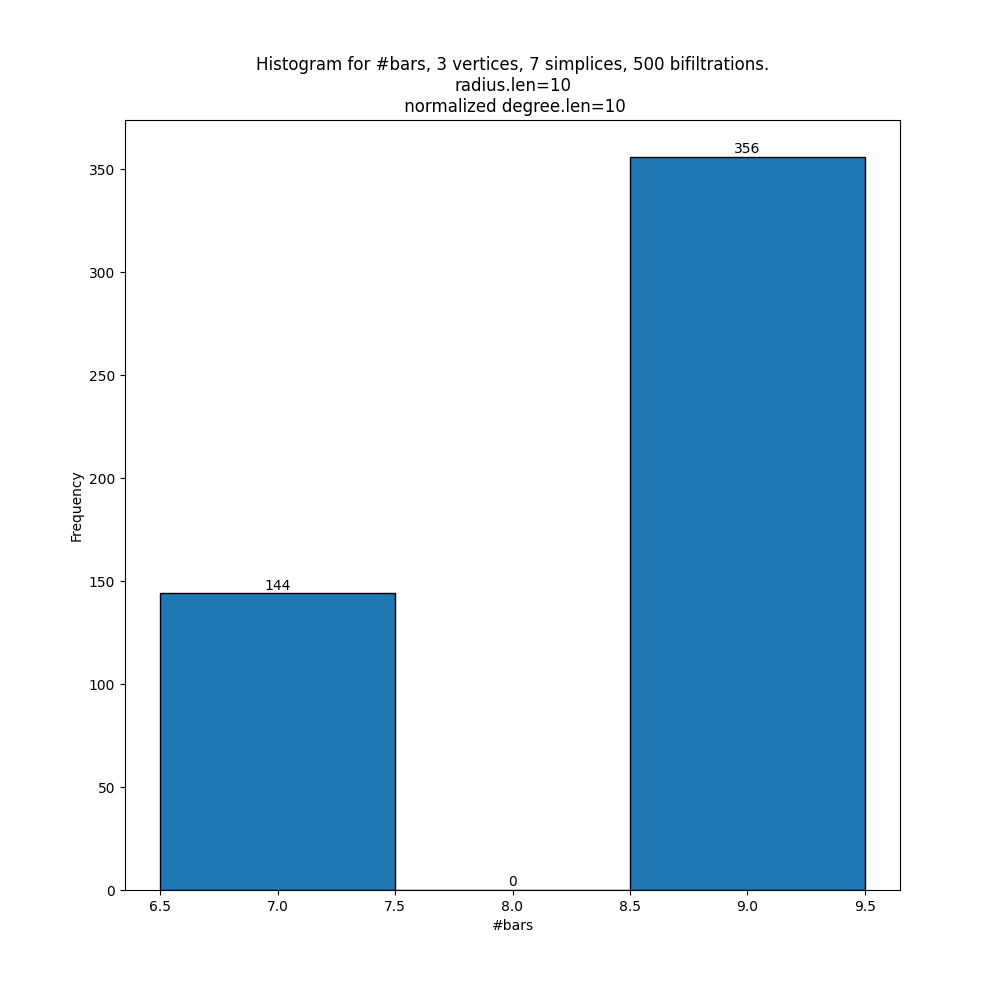 Histogram for #bars, 3 vertices, 7 simplices, 500 bifiltrations.
radius.len=10
normalized degree.len=10
356
350
300
250
200
Frequency
150
144
100
50
0
0
6.5 7.0 7.5 8.0 8.5 9.0 9.5
#bars